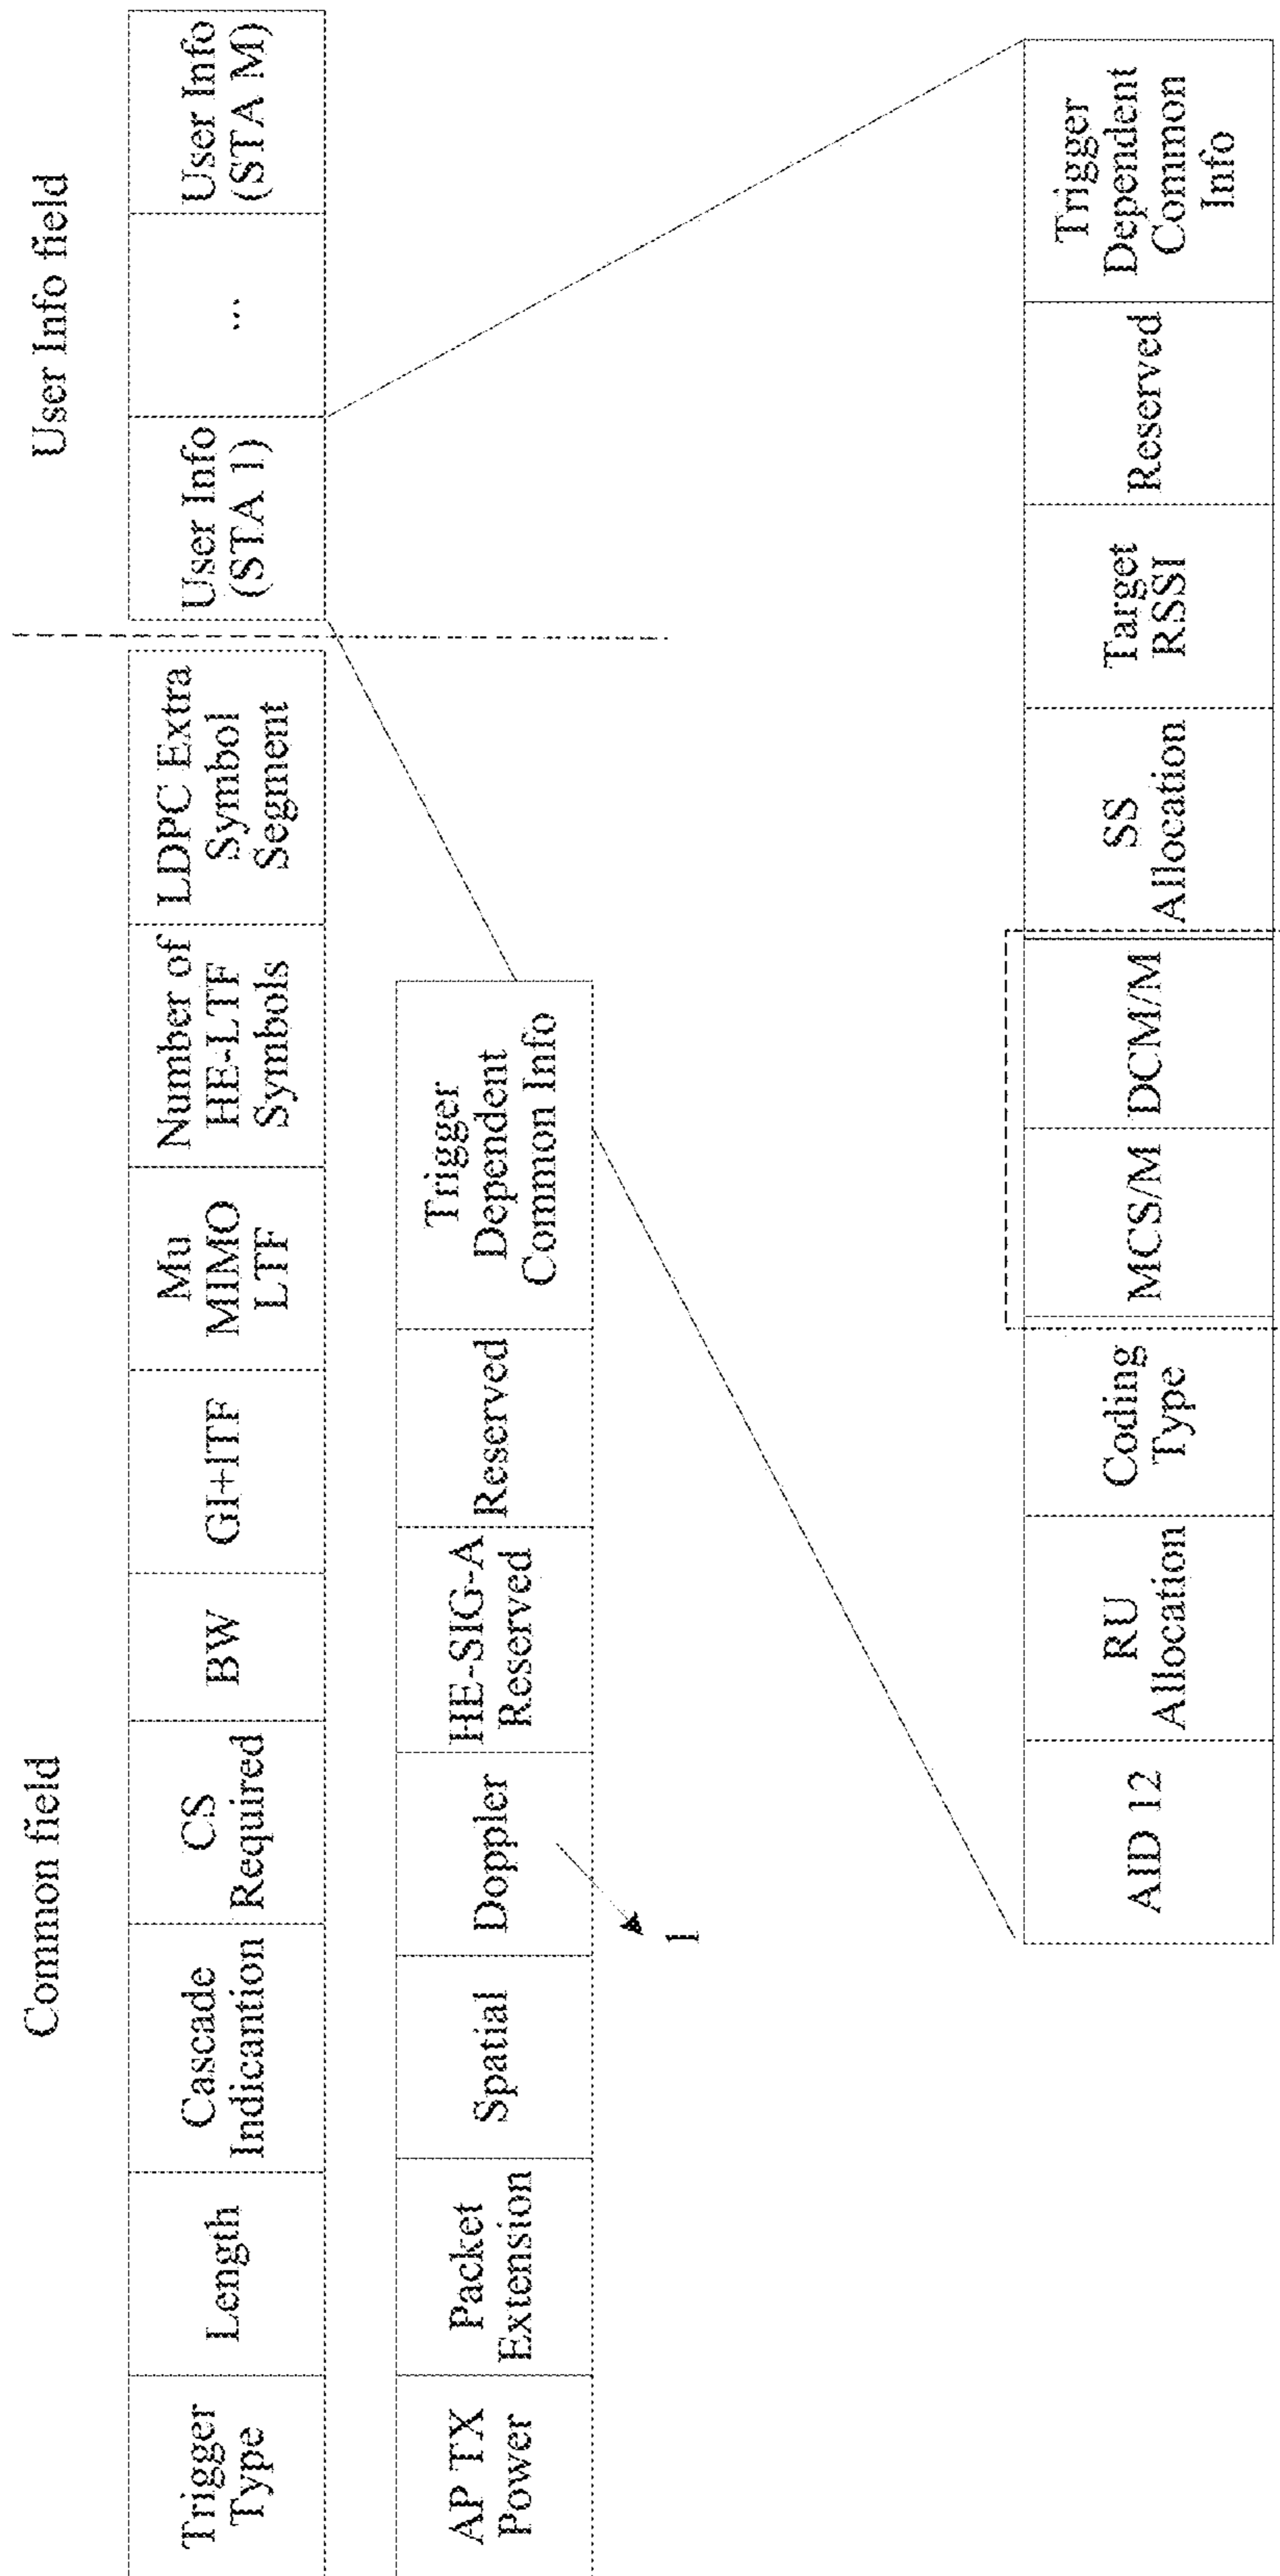 Common field
User Info field
Trigger
Type
Length
Cascade
Indicantion
CS
Required
BW
GI+ITF
Mu
MIMO
LTF
Number of
HE-LTF
Symbols
LDPC Extra
Symbol
Segment
User Info
(STA 1)
...
User Info
(STA M)
AP TX
Power
Packet
Extension
Spatial
Doppler
HE-SIG-A
Reserved
Reserved
Trigger
Dependent
Common Info
1
AID 12
RU
Allocation
Coding
Type
MCS/M
DCM/M
SS
Allocation
Target
RSSI
Reserved
Trigger
Dependent
Common
Info